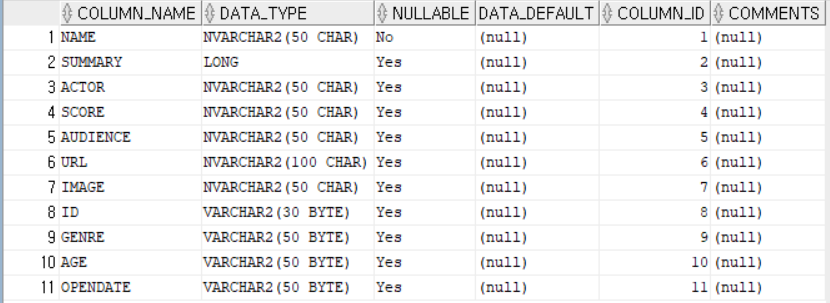 COLUMN_NAME DATA_TYPE NULLABLE DATA_DEFAULT COLUMN_ID COMMENTS
1 NAME NVARCHAR2(50 CHAR) No (null) 1 (null)
2 SUMMARY LONG Yes (null) 2 (null)
3 ACTOR NVARCHAR2(50 CHAR) Yes (null) 3 (null)
4 SCORE NVARCHAR2(50 CHAR) Yes (null) 4 (null)
5 AUDIENCE NVARCHAR2(50 CHAR) Yes (null) 5 (null)
6 URL NVARCHAR2(100 CHAR) Yes (null) 6 (null)
7 IMAGE NVARCHAR2(50 CHAR) Yes (null) 7 (null)
8 ID VARCHAR2(30 BYTE) Yes (null) 8 (null)
9 GENRE VARCHAR2(50 BYTE) Yes (null) 9 (null)
10 AGE VARCHAR2(50 BYTE) Yes (null) 10 (null)
11 OPENDATE VARCHAR2(50 BYTE) Yes (null) 11 (null)